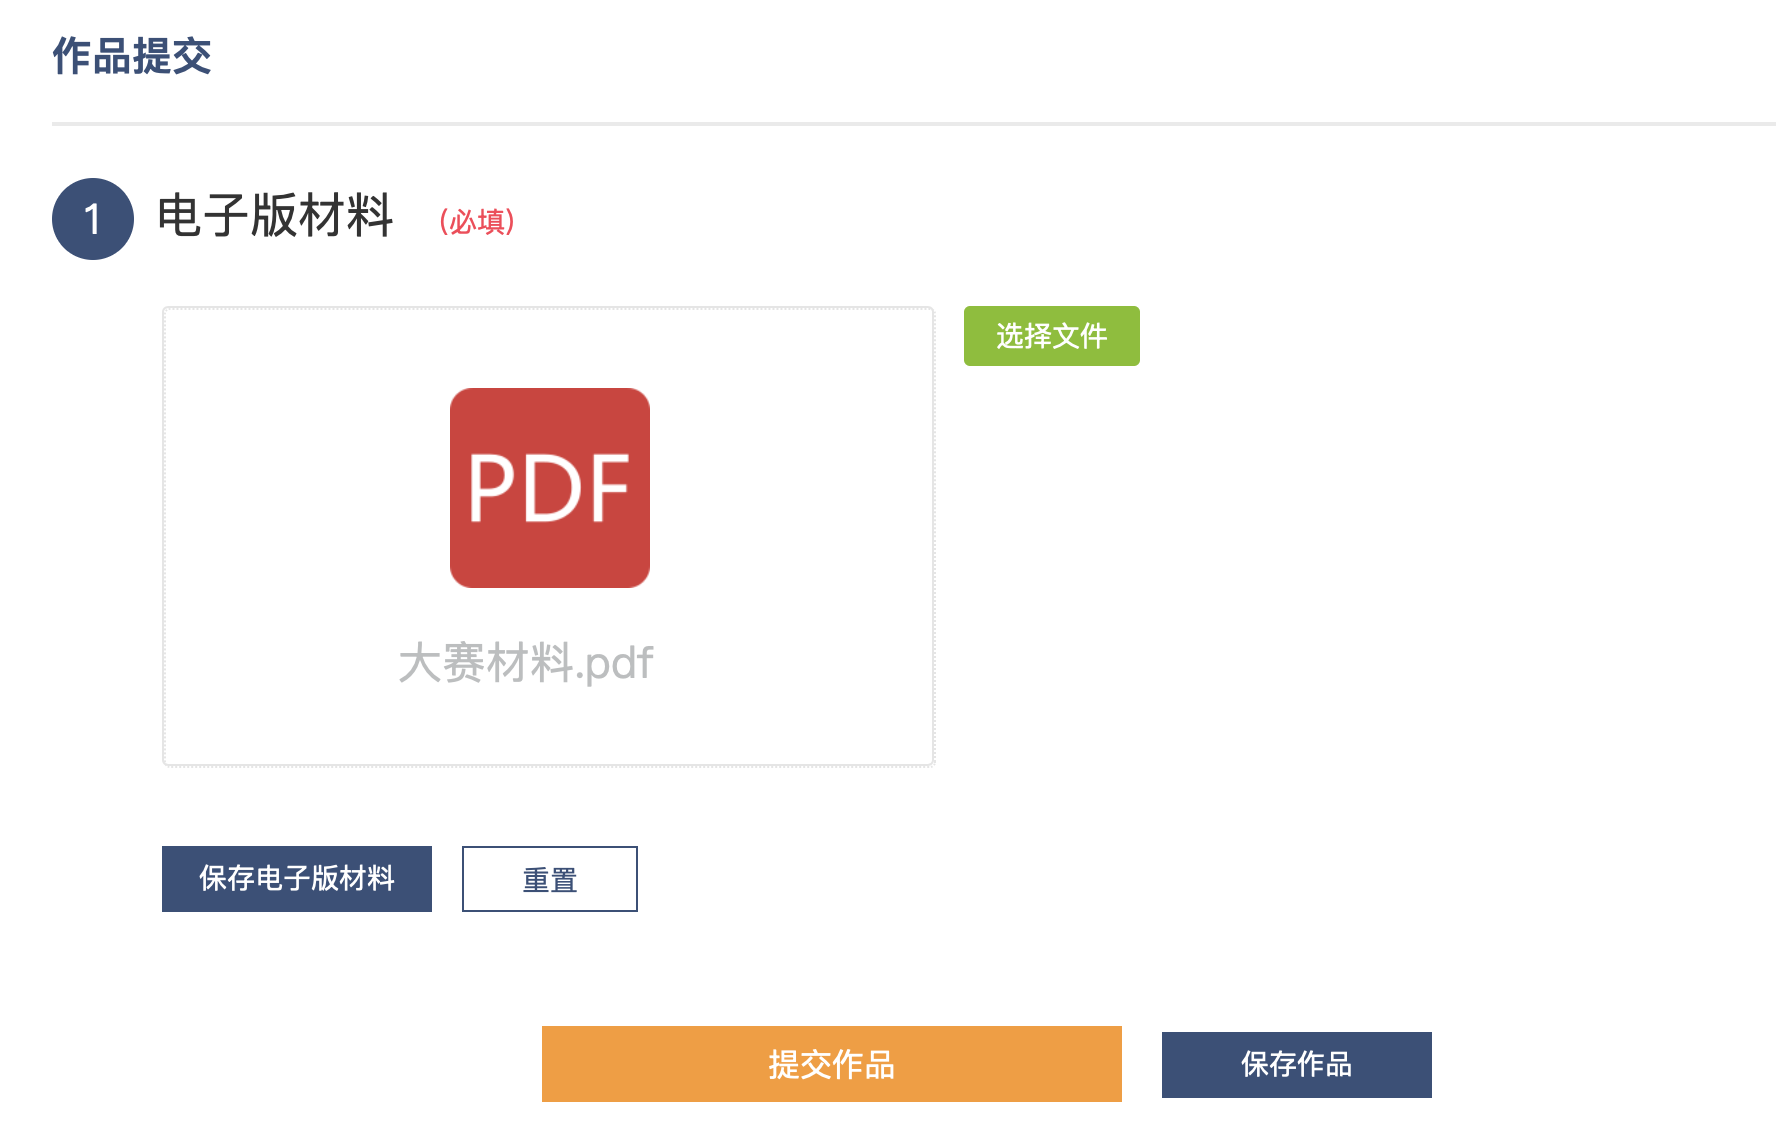 作品提交
1 电子版材料 (必填)
选择文件
PDF
大赛材料.pdf
保存电子版材料 重置
提交作品 保存作品